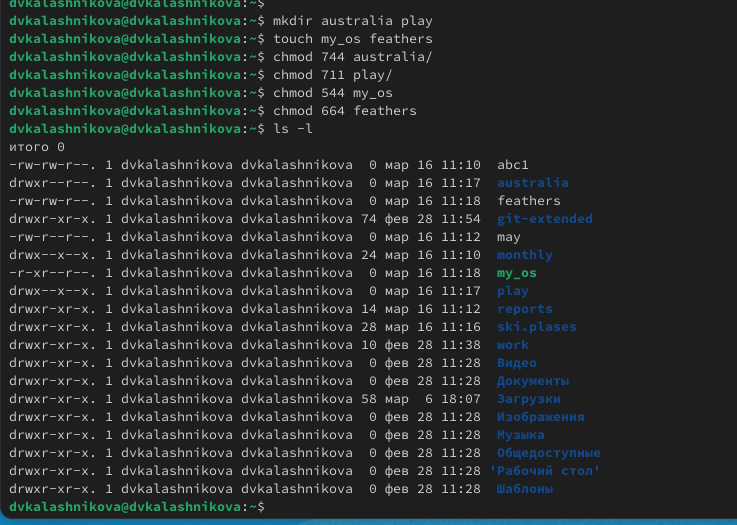 dvkalashnikova@dvkalashnikova:~$
dvkalashnikova@dvkalashnikova:~$ mkdir australia play
dvkalashnikova@dvkalashnikova:~$ touch my_os feathers
dvkalashnikova@dvkalashnikova:~$ chmod 744 australia/
dvkalashnikova@dvkalashnikova:~$ chmod 711 play/
dvkalashnikova@dvkalashnikova:~$ chmod 544 my_os
dvkalashnikova@dvkalashnikova:~$ chmod 664 feathers
dvkalashnikova@dvkalashnikova:~$ ls -l
итого 0
-rw-rw-r--. 1 dvkalashnikova dvkalashnikova  0 мар 16 11:10  abc1
drwxr--r--. 1 dvkalashnikova dvkalashnikova  0 мар 16 11:17  australia
-rw-rw-r--. 1 dvkalashnikova dvkalashnikova  0 мар 16 11:18  feathers
drwxr-xr-x. 1 dvkalashnikova dvkalashnikova 74 фев 28 11:54  git-extended
-rw-r--r--. 1 dvkalashnikova dvkalashnikova  0 мар 16 11:12  may
drwx--x--x. 1 dvkalashnikova dvkalashnikova 24 мар 16 11:10  monthly
-r-xr--r--. 1 dvkalashnikova dvkalashnikova  0 мар 16 11:18  my_os
drwx--x--x. 1 dvkalashnikova dvkalashnikova  0 мар 16 11:17  play
drwxr-xr-x. 1 dvkalashnikova dvkalashnikova 14 мар 16 11:12  reports
drwxr-xr-x. 1 dvkalashnikova dvkalashnikova 28 мар 16 11:16  ski.plases
drwxr-xr-x. 1 dvkalashnikova dvkalashnikova 10 фев 28 11:38  work
drwxr-xr-x. 1 dvkalashnikova dvkalashnikova  0 фев 28 11:28  Видео
drwxr-xr-x. 1 dvkalashnikova dvkalashnikova  0 фев 28 11:28  Документы
drwxr-xr-x. 1 dvkalashnikova dvkalashnikova 58 мар  6 18:07  Загрузки
drwxr-xr-x. 1 dvkalashnikova dvkalashnikova  0 фев 28 11:28  Изображения
drwxr-xr-x. 1 dvkalashnikova dvkalashnikova  0 фев 28 11:28  Музыка
drwxr-xr-x. 1 dvkalashnikova dvkalashnikova  0 фев 28 11:28  Общедоступные
drwxr-xr-x. 1 dvkalashnikova dvkalashnikova  0 фев 28 11:28 'Рабочий стол'
drwxr-xr-x. 1 dvkalashnikova dvkalashnikova  0 фев 28 11:28  Шаблоны
dvkalashnikova@dvkalashnikova:~$